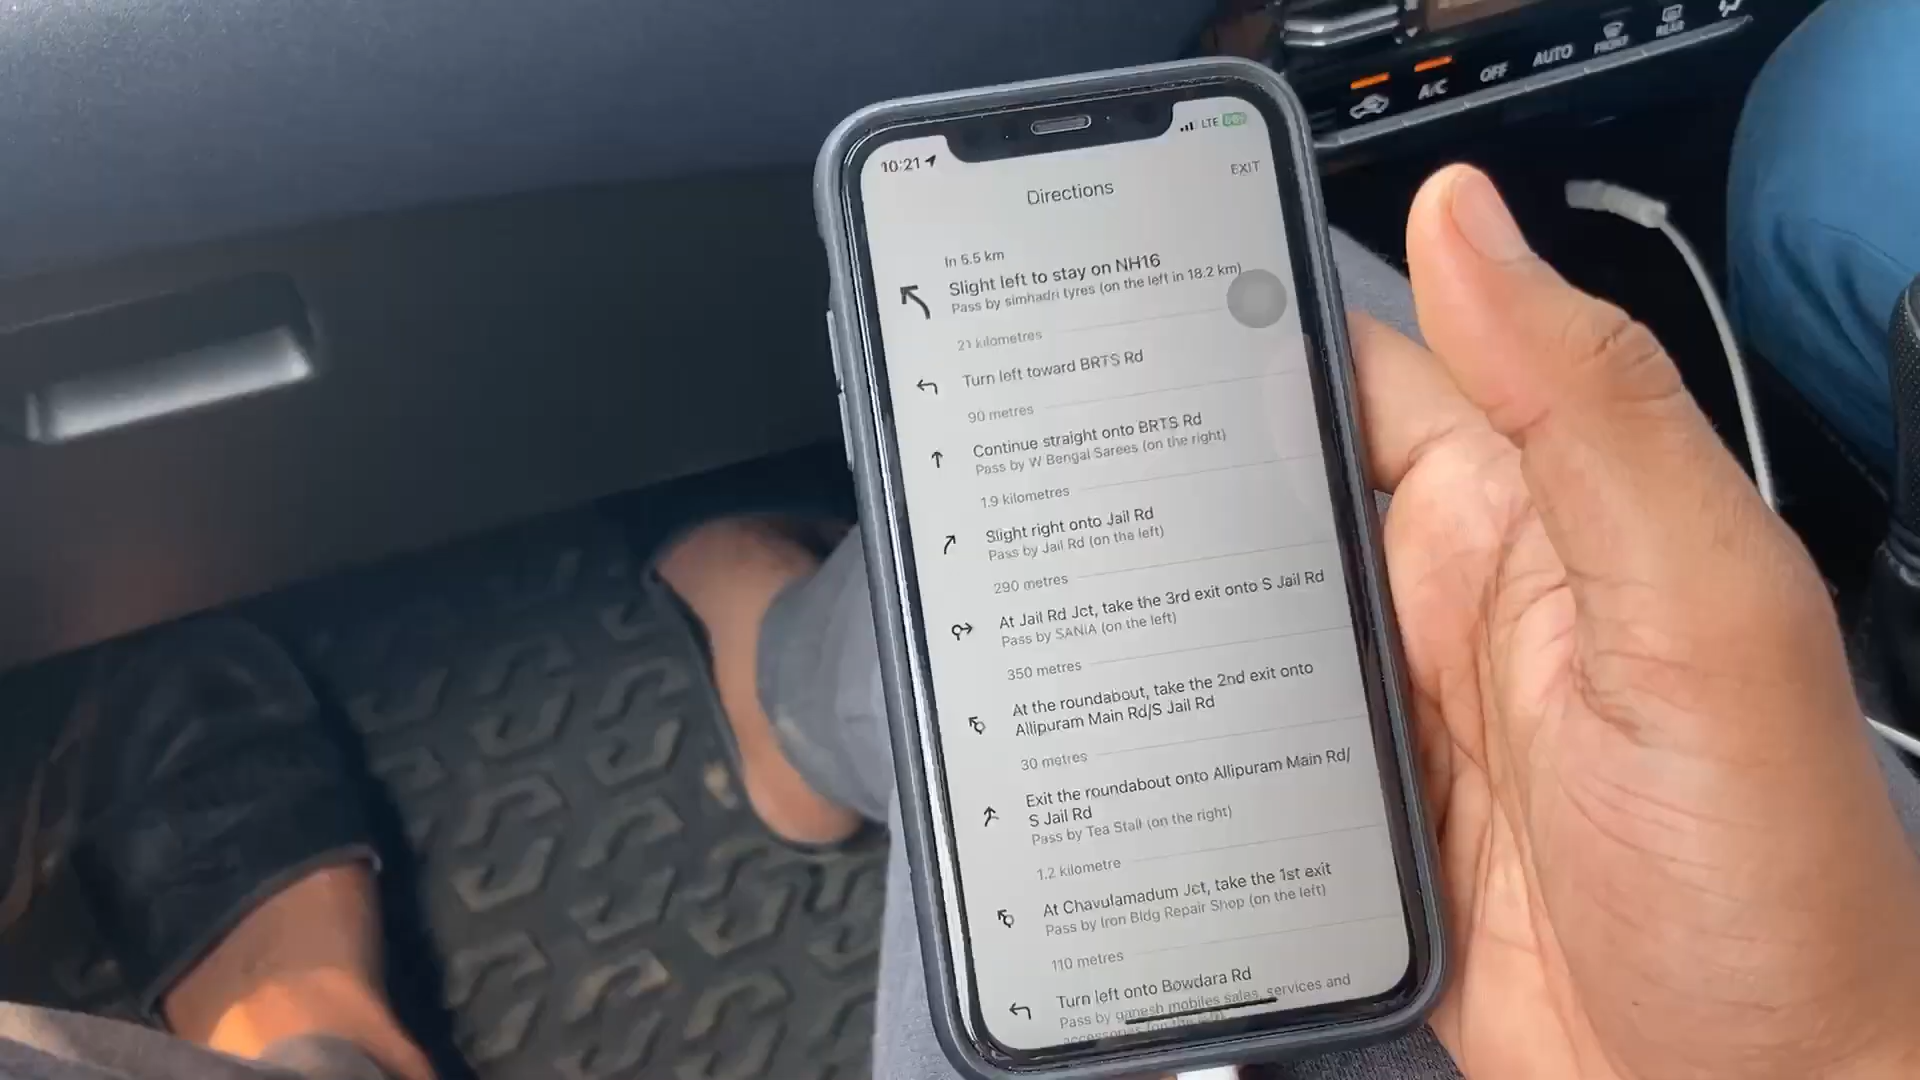 AUTO
FRONT
REAR
OFF
A/C
10:21
LTE
EXIT
Directions
In 5.5 km
Slight left to stay on NH16
Pass by simhadri tyres (on the left in 18.2 km)
21 kilometres
Turn left toward BRTS Rd
90 metres
Continue straight onto BRTS Rd
Pass by W Bengal Sarees (on the right)
1.9 kilometres
Slight right onto Jail Rd
Pass by Jail Rd (on the left)
290 metres
At Jail Rd Jct, take the 3rd exit onto S Jail Rd
Pass by SANIA (on the left)
350 metres
At the roundabout, take the 2nd exit onto
Allipuram Main Rd/S Jail Rd
30 metres
Exit the roundabout onto Allipuram Main Rd/
S Jail Rd
Pass by Tea Stall (on the right)
1.2 kilometre
At Chavulamadum Jct, take the 1st exit
Pass by Iron Bldg Repair Shop (on the left)
110 metres
Turn left onto Bowdara Rd
Pass by ganesh mobiles sales, services and
accessories (on the left)